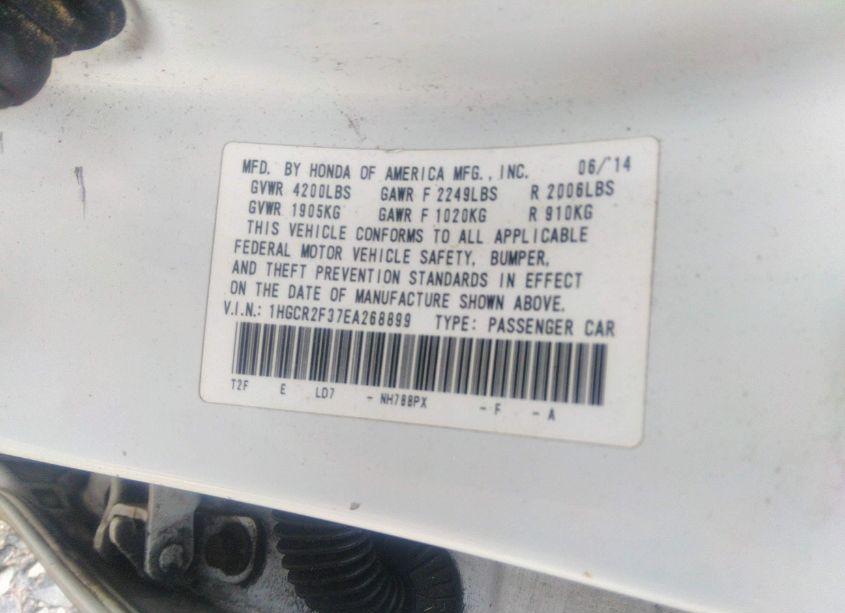 MFD. BY HONDA OF AMERICA MFG., INC. 06/14
GVWR 4200LBS GAWR F 2249LBS R 2006LBS
GVWR 1905KG GAWR F 1020KG R 910KG
THIS VEHICLE CONFORMS TO ALL APPLICABLE
FEDERAL MOTOR VEHICLE SAFETY, BUMPER,
AND THEFT PREVENTION STANDARDS IN EFFECT
ON THE DATE OF MANUFACTURE SHOWN ABOVE.
V.I.N.: 1HGCR2F37EA268899 TYPE: PASSENGER CAR
T2F E LD7 - NH788PX - F - A